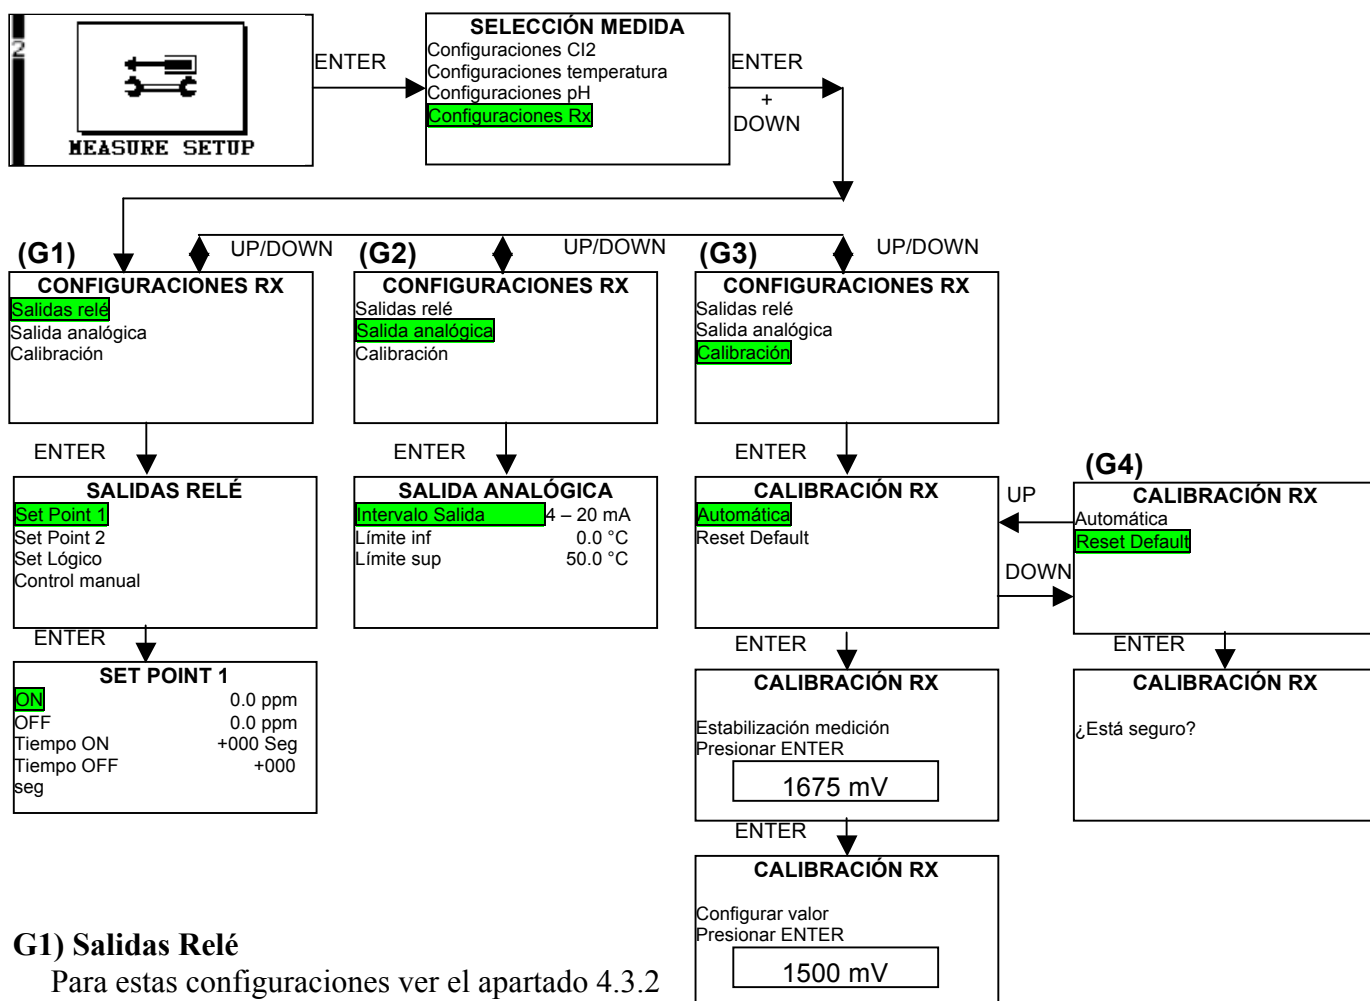 2
MEASURE SETUP
ENTER
SELECCIÓN MEDIDA
Configuraciones Cl2
Configuraciones temperatura
Configuraciones pH
Configuraciones Rx
ENTER
+
DOWN
(G1)
UP/DOWN
(G2)
UP/DOWN
(G3)
UP/DOWN
CONFIGURACIONES RX
Salidas relé
Salida analógica
Calibración
CONFIGURACIONES RX
Salidas relé
Salida analógica
Calibración
CONFIGURACIONES RX
Salidas relé
Salida analógica
Calibración
ENTER
ENTER
ENTER
SALIDAS RELÉ
Set Point 1
Set Point 2
Set Lógico
Control manual
SALIDA ANALÓGICA
Intervalo Salida 4 – 20 mA
Límite inf 0.0 °C
Límite sup 50.0 °C
CALIBRACIÓN RX
Automática
Reset Default
UP
DOWN
(G4)
CALIBRACIÓN RX
Automática
Reset Default
ENTER
ENTER
ENTER
SET POINT 1
ON 0.0 ppm
OFF 0.0 ppm
Tiempo ON +000 Seg
Tiempo OFF +000
seg
CALIBRACIÓN RX
Estabilización medición
Presionar ENTER
1675 mV
CALIBRACIÓN RX
¿Está seguro?
ENTER
CALIBRACIÓN RX
Configurar valor
Presionar ENTER
1500 mV
G1) Salidas Relé
Para estas configuraciones ver el apartado 4.3.2